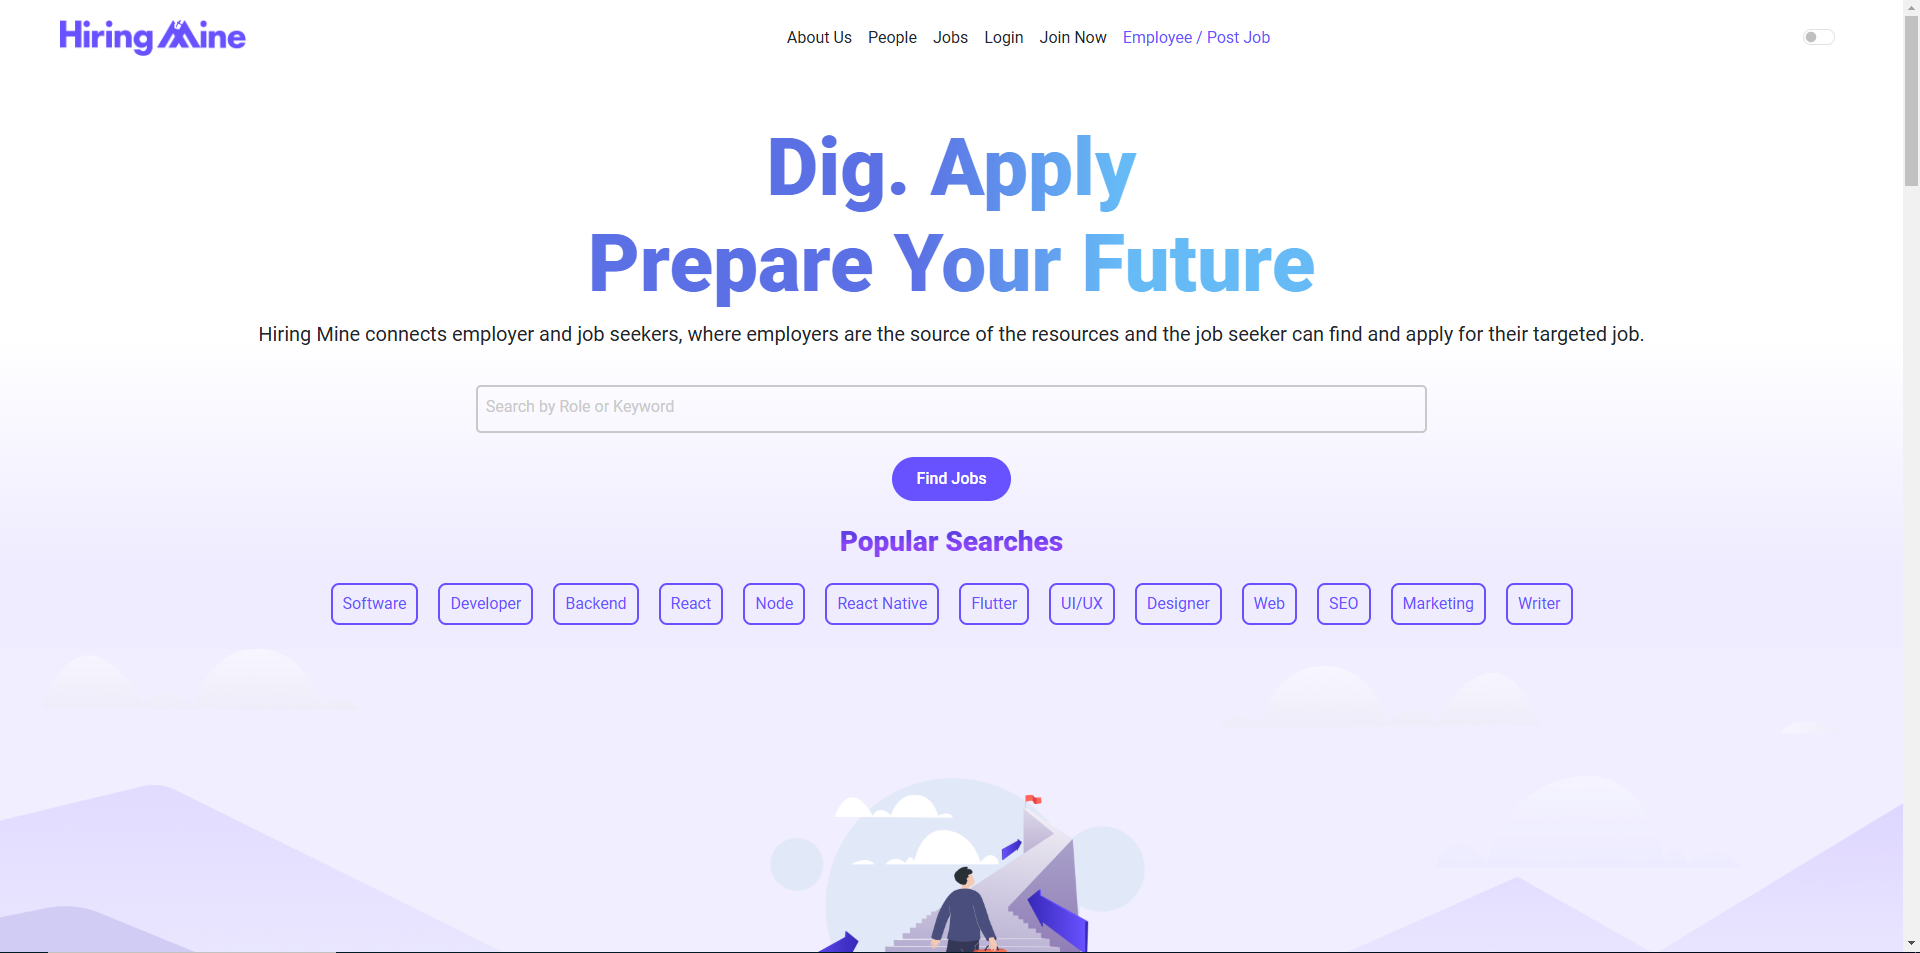 Hiring Mine
About Us People Jobs Login Join Now Employee / Post Job
Dig. Apply
Prepare Your Future
Hiring Mine connects employer and job seekers, where employers are the source of the resources and the job seeker can find and apply for their targeted job.
Search by Role or Keyword
Find Jobs
Popular Searches
Software Developer Backend React Node React Native Flutter UI/UX Designer Web SEO Marketing Writer